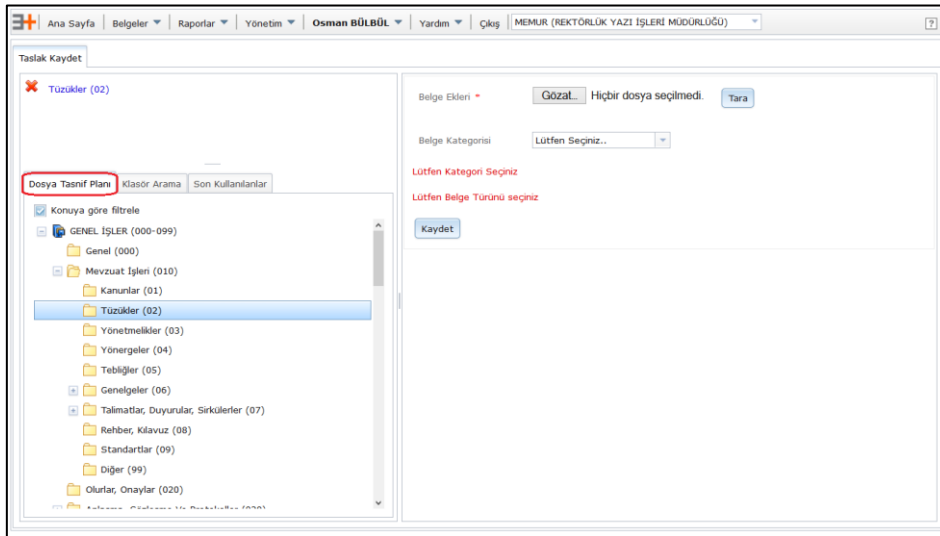 Ana Sayfa Belgeler Raporlar Yönetim Osman BÜLBÜL Yardım Çıkış MEMUR (REKTÖRLÜK YAZI İŞLERİ MÜDÜRLÜĞÜ) ?
Taslak Kaydet
Tüzükler (02)
Dosya Tasnif Planı Klasör Arama Son Kullanılanlar
Konuya göre filtrele
GENEL İŞLER (000-099)
Genel (000)
Mevzuat İşleri (010)
Kanunlar (01)
Tüzükler (02)
Yönetmelikler (03)
Yönergeler (04)
Tebliğler (05)
Genelgeler (06)
Talimatlar, Duyurular, Sirkülerler (07)
Rehber, Kılavuz (08)
Standartlar (09)
Diğer (99)
Olurlar, Onaylar (020)
Belge Ekleri * Gözat... Hiçbir dosya seçilmedi. Tara
Belge Kategorisi Lütfen Seçiniz..
Lütfen Kategori Seçiniz
Lütfen Belge Türünü seçiniz
Kaydet